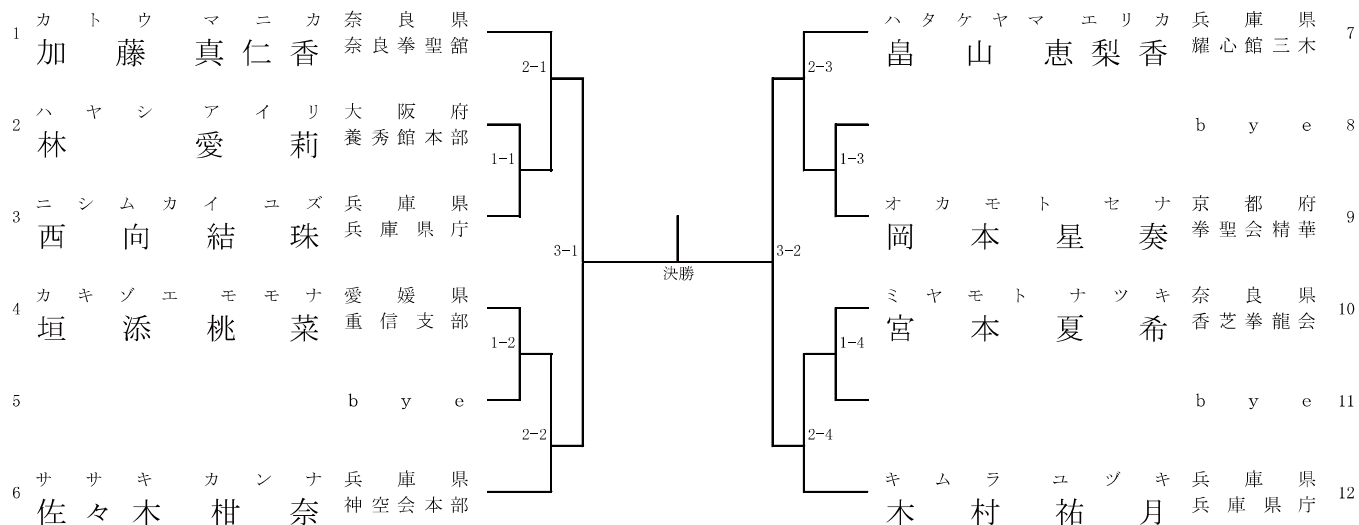 1 カトウ マニカ 奈良県
加藤 真仁香 奈良拳聖舘
2-1
2 ハヤシ アイリ 大阪府
林 愛莉 養秀館本部
1-1
3 ニシムカイ ユズ 兵庫県
西向結珠 兵庫県庁
3-1
4 カキゾエ モモナ 愛媛県
垣添桃菜 重信支部
1-2
5 bye
2-2
6 ササキ カンナ 兵庫県
佐々木 柑奈 神空会本部
決勝
7 ハタケヤマ エリカ 兵庫県
畠山 恵梨香 耀心館三木
2-3
8 bye
1-3
9 オカモト セナ 京都府
岡本星奏 拳聖会精華
3-2
10 ミヤモト ナツキ 奈良県
宮本夏希 香芝拳龍会
1-4
11 bye
2-4
12 キムラ ユヅキ 兵庫県
木村祐月 兵庫県庁